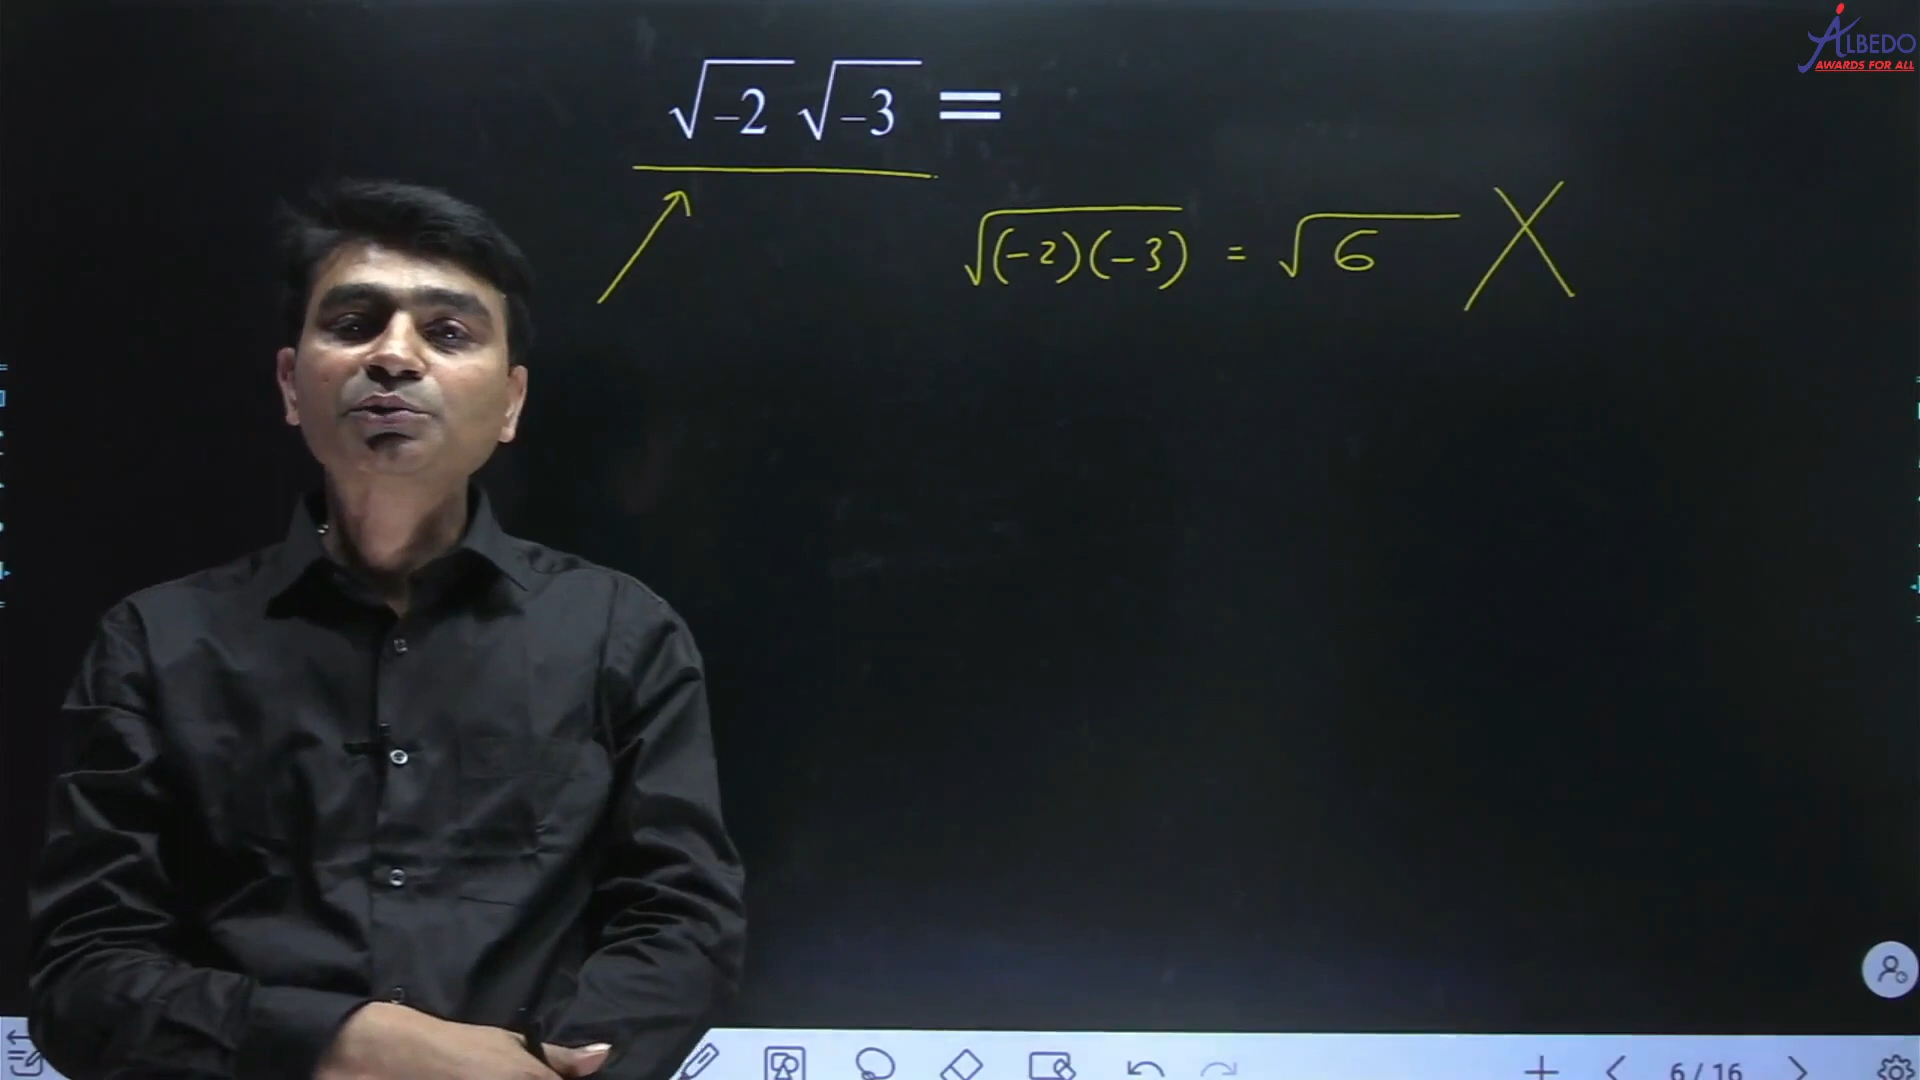 ALBEDO
AWARDS FOR ALL
√-2 √-3 =
√(-2)(-3) = √6 X
6/16